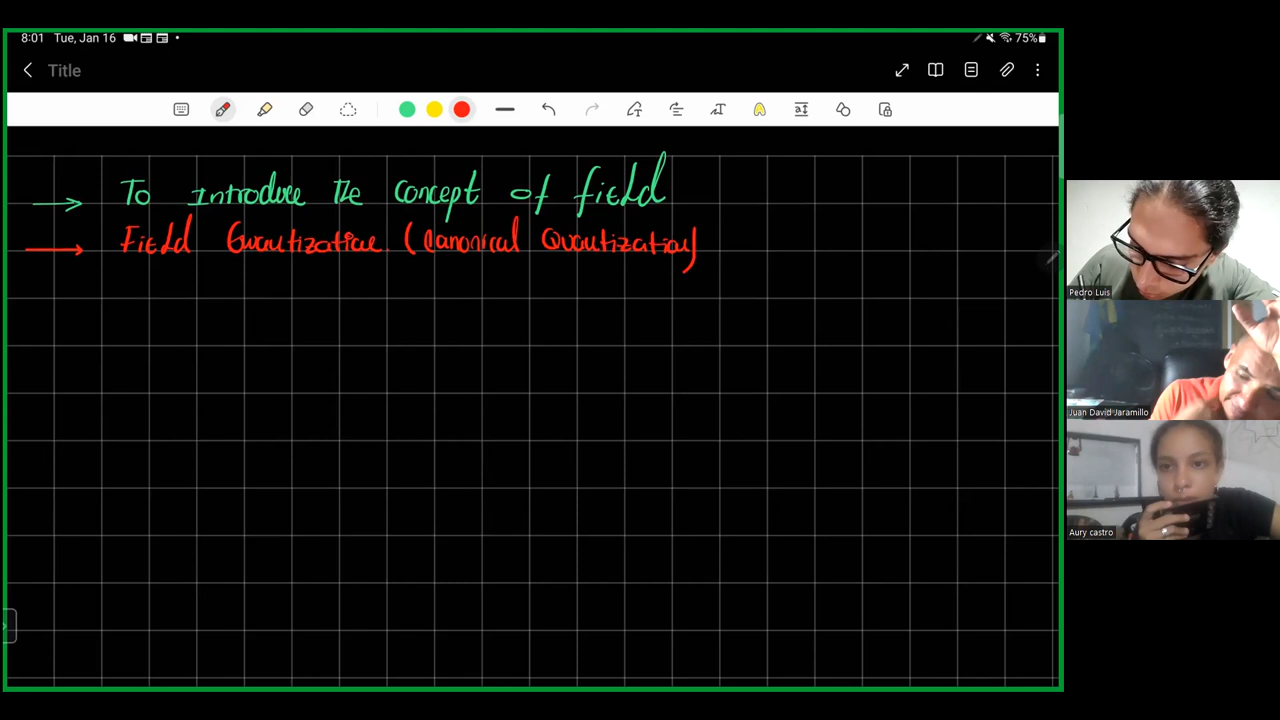 8:01 Tue, Jan 16 75%
Title
→ To Introduce the concept of field
→ Field Quantization (Canonical Quantization)
Pedro Luis
Juan David Jaramillo
Aury castro